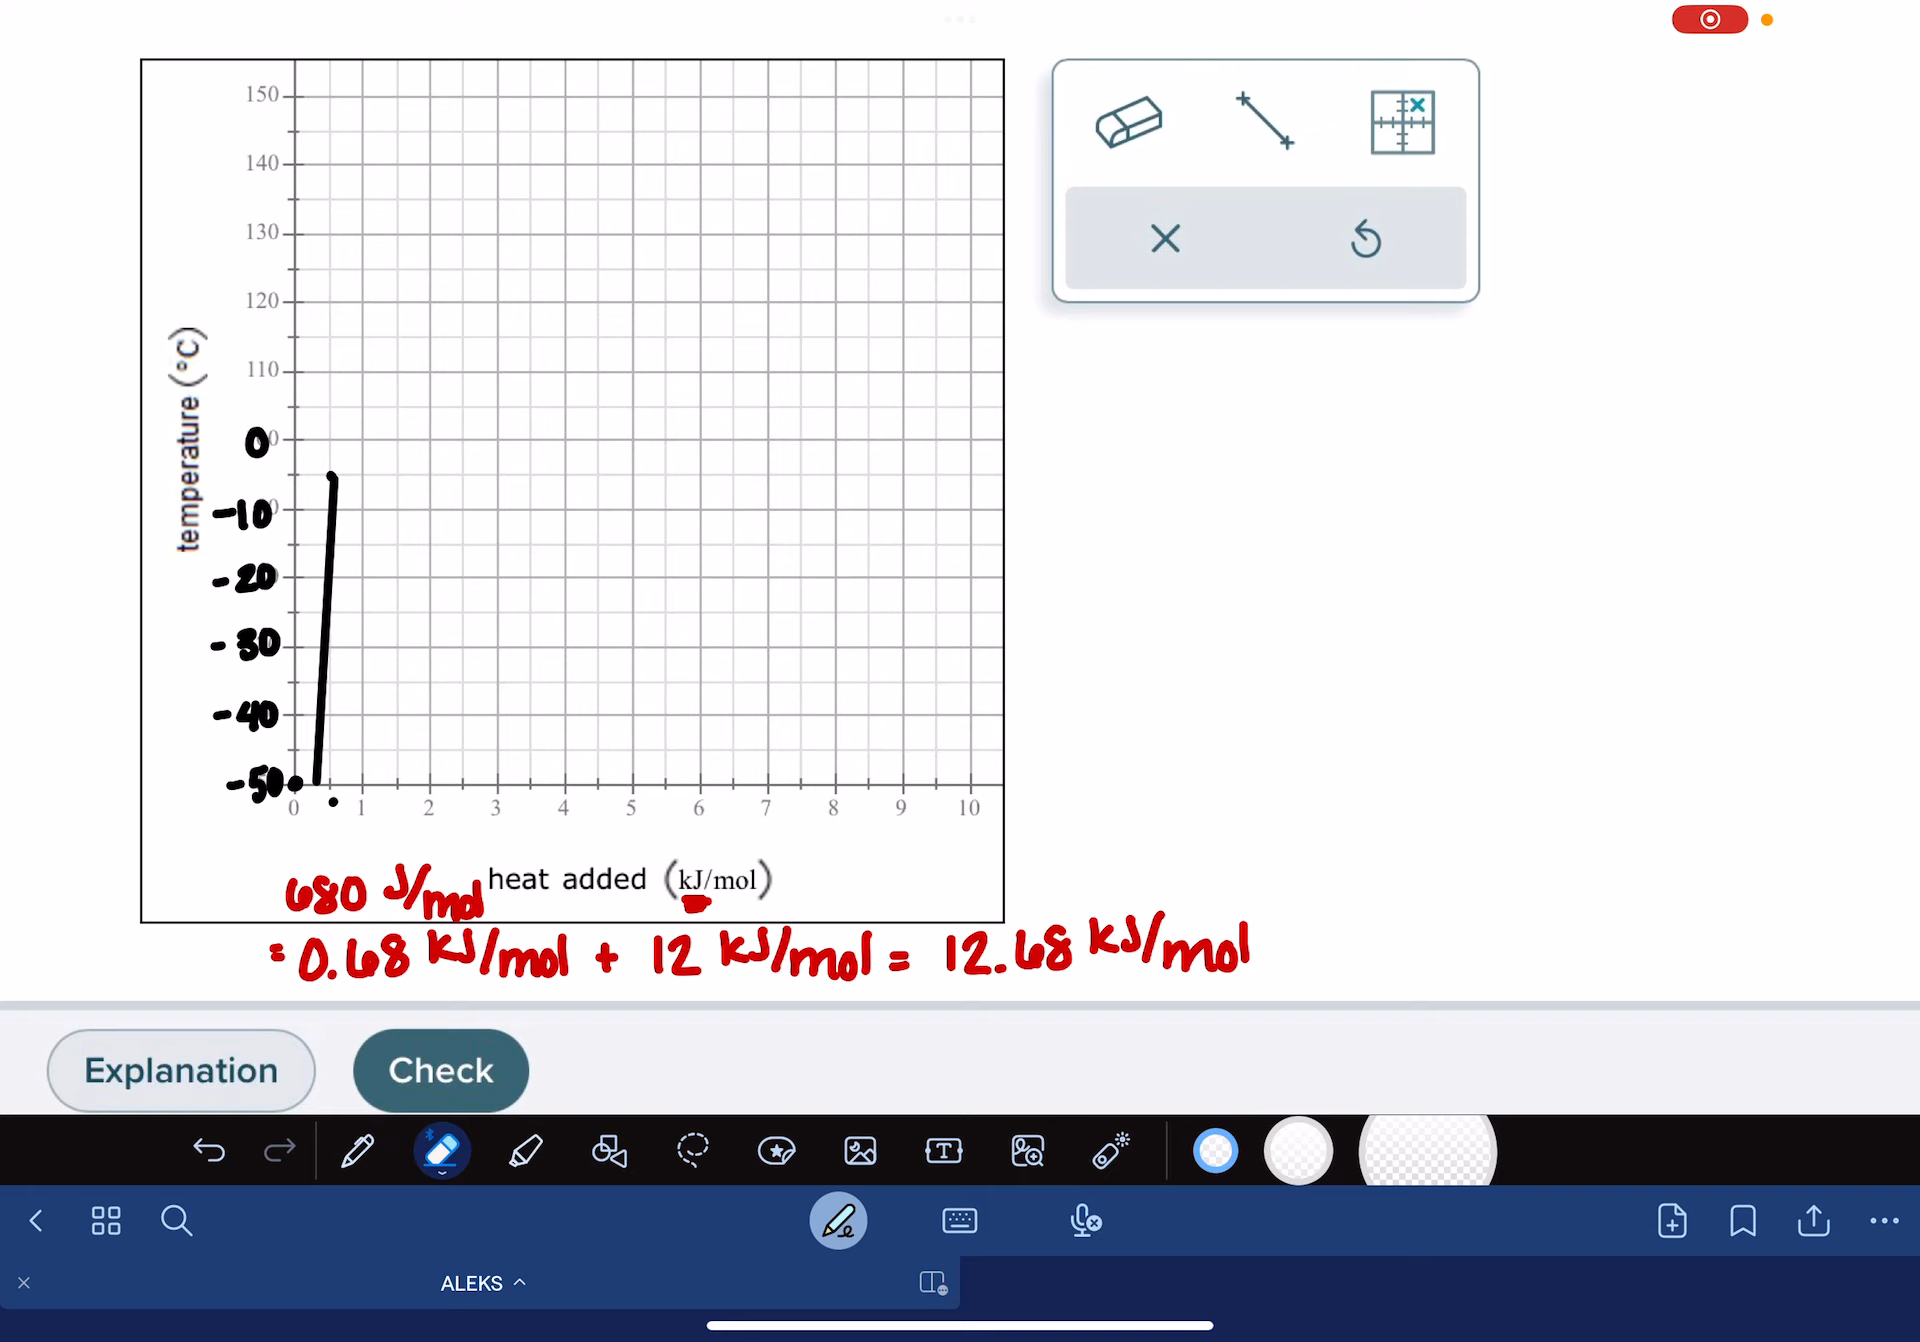 150
140
130
120
110
0
-10
-20
-30
-40
-50
temperature (°C)
0 1 2 3 4 5 6 7 8 9 10
heat added (kJ/mol)
680 J/mol
= 0.68 kJ/mol + 12 kJ/mol = 12.68 kJ/mol
Explanation
Check
ALEKS